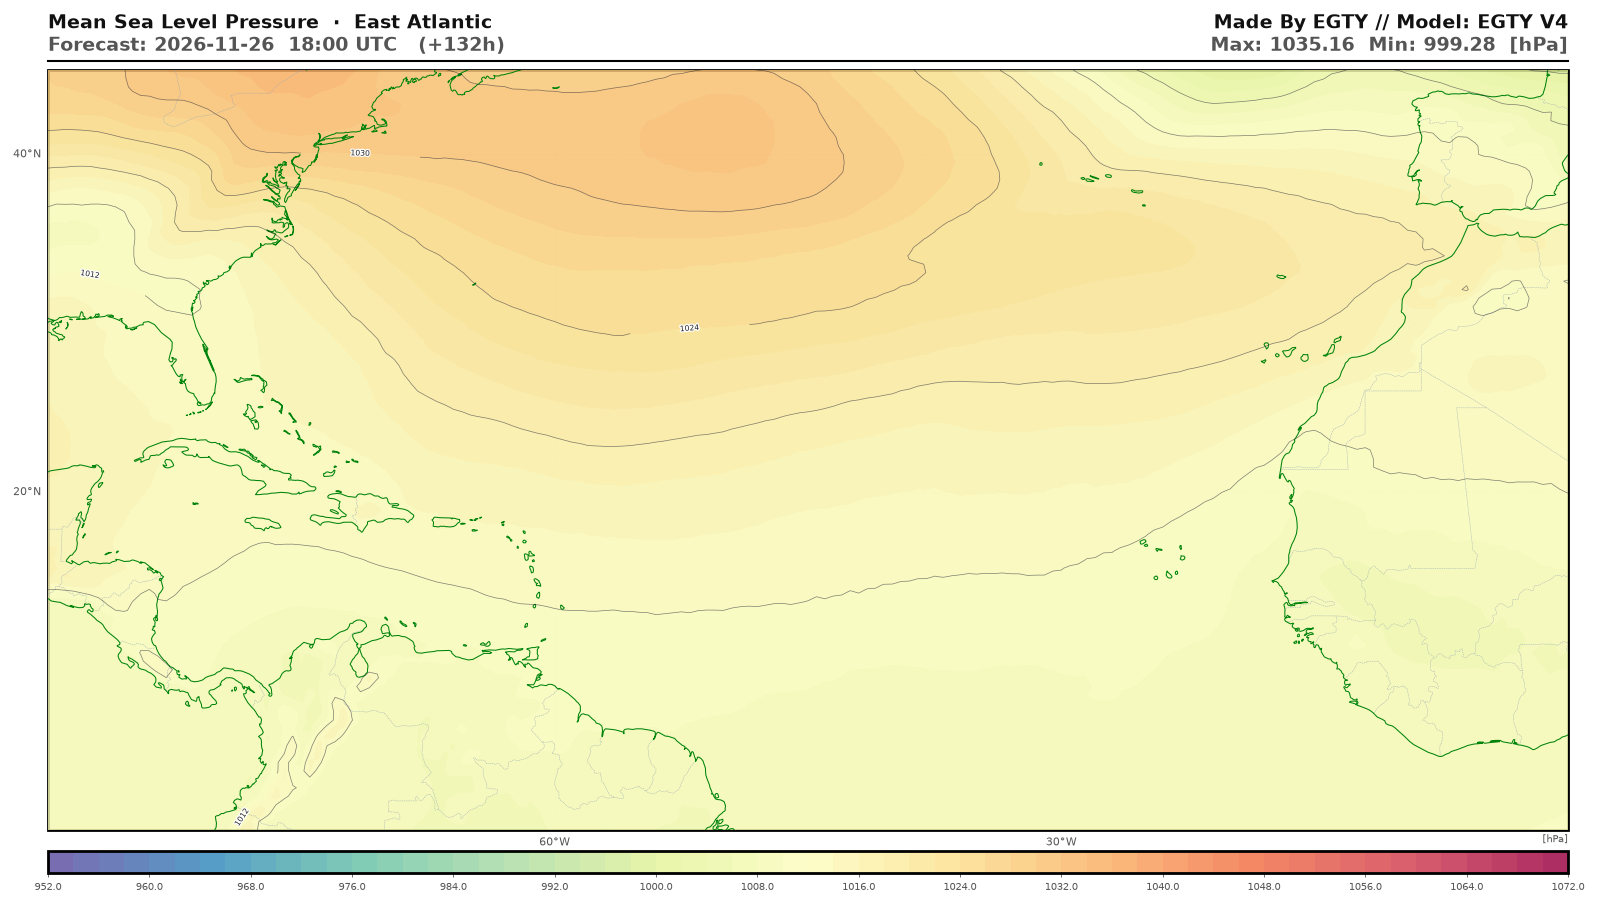 Mean Sea Level Pressure · East Atlantic
Made By EGTY // Model: EGTY V4
Forecast: 2026-11-26 18:00 UTC (+132h)
Max: 1035.16 Min: 999.28 [hPa]
40°N
1030
1012
1024
20°N
1012
60°W
30°W
[hPa]
952.0 960.0 968.0 976.0 984.0 992.0 1000.0 1008.0 1016.0 1024.0 1032.0 1040.0 1048.0 1056.0 1064.0 1072.0